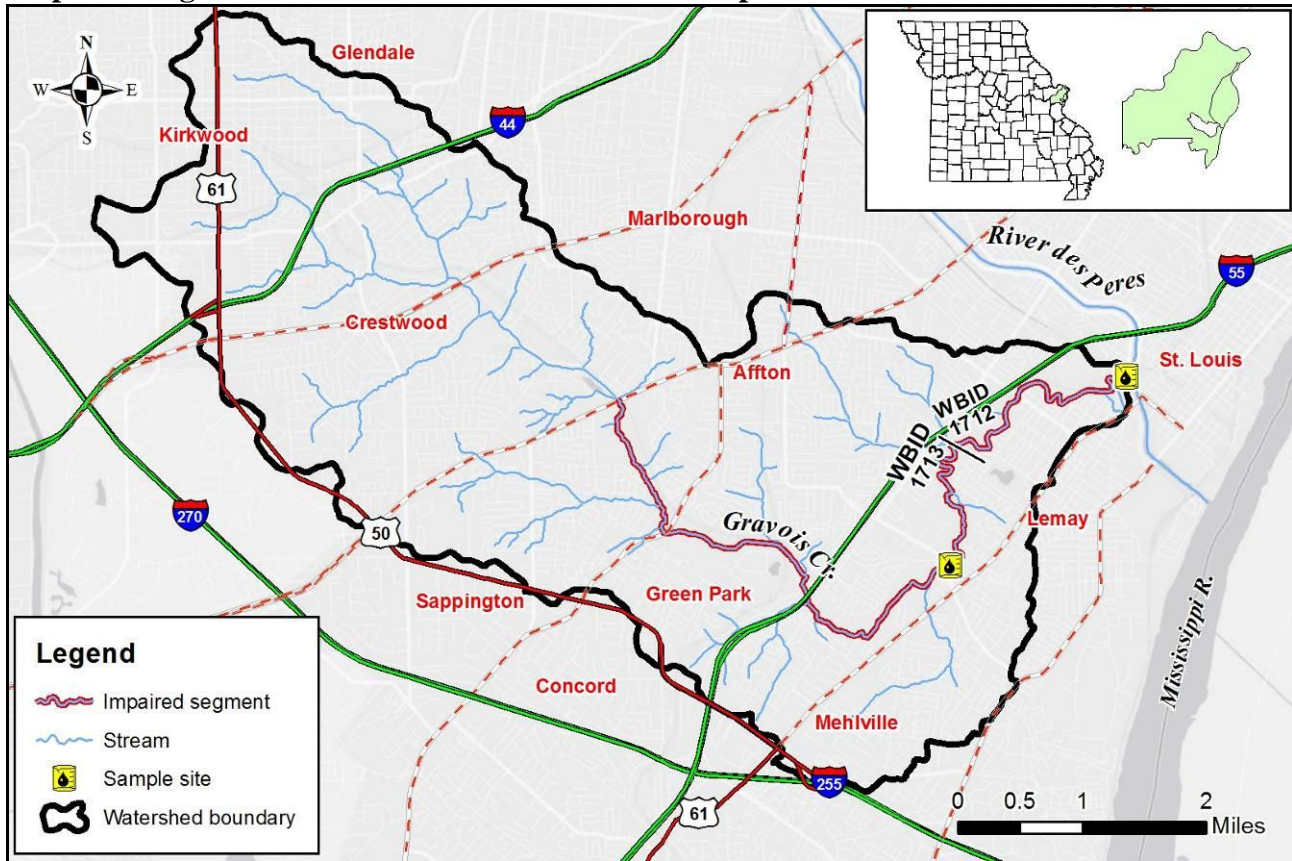 N
W
E
S
Glendale
Kirkwood
44
61
Marlborough
River des Peres
55
Crestwood
St. Louis
Affton
WBID
1712
WBID
1713
270
50
Gravois Cr.
Lemay
Sappington
Green Park
Mississippi R.
Concord
Mehlville
255
61
Legend
Impaired segment
Stream
Sample site
Watershed boundary
0 0.5 1 2
Miles